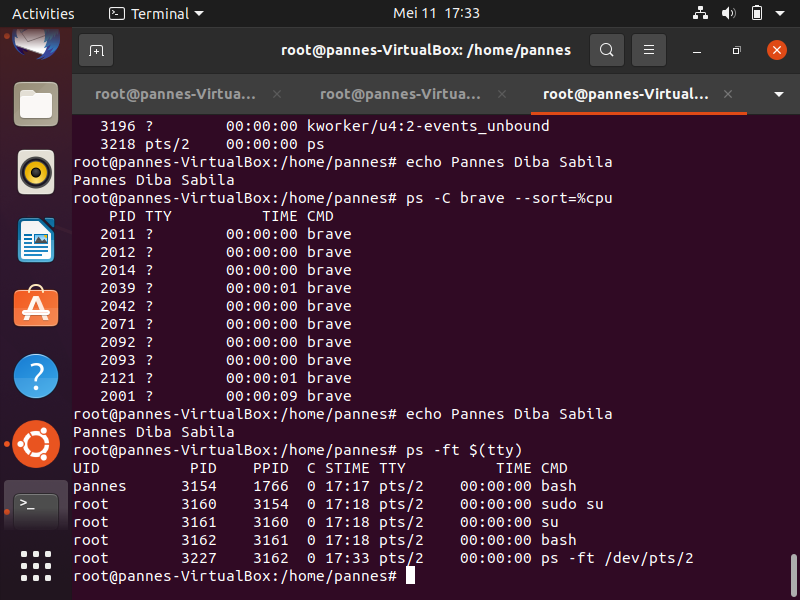 Activities Terminal Mei 11 17:33
root@pannes-VirtualBox: /home/pannes
root@pannes-Virtua... root@pannes-Virtua... root@pannes-Virtual...
3196 ? 00:00:00 kworker/u4:2-events_unbound
3218 pts/2 00:00:00 ps
root@pannes-VirtualBox:/home/pannes# echo Pannes Diba Sabila
Pannes Diba Sabila
root@pannes-VirtualBox:/home/pannes# ps -C brave --sort=%cpu
PID TTY TIME CMD
2011 ? 00:00:00 brave
2012 ? 00:00:00 brave
2014 ? 00:00:00 brave
2039 ? 00:00:01 brave
2042 ? 00:00:00 brave
2071 ? 00:00:00 brave
2092 ? 00:00:00 brave
2093 ? 00:00:00 brave
2121 ? 00:00:01 brave
2001 ? 00:00:09 brave
root@pannes-VirtualBox:/home/pannes# echo Pannes Diba Sabila
Pannes Diba Sabila
root@pannes-VirtualBox:/home/pannes# ps -ft $(tty)
UID PID PPID C STIME TTY TIME CMD
pannes 3154 1766 0 17:17 pts/2 00:00:00 bash
root 3160 3154 0 17:18 pts/2 00:00:00 sudo su
root 3161 3160 0 17:18 pts/2 00:00:00 su
root 3162 3161 0 17:18 pts/2 00:00:00 bash
root 3227 3162 0 17:33 pts/2 00:00:00 ps -ft /dev/pts/2
root@pannes-VirtualBox:/home/pannes#